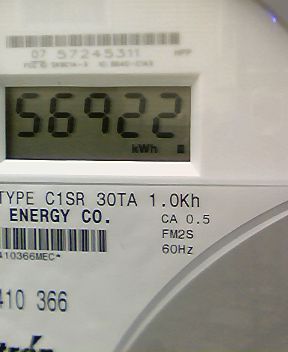 07 57245311
56922
kWh
TYPE C1SR 30TA 1.0Kh
ENERGY CO.
CA 0.5
FM2S
60Hz
410366MEC*
410 366